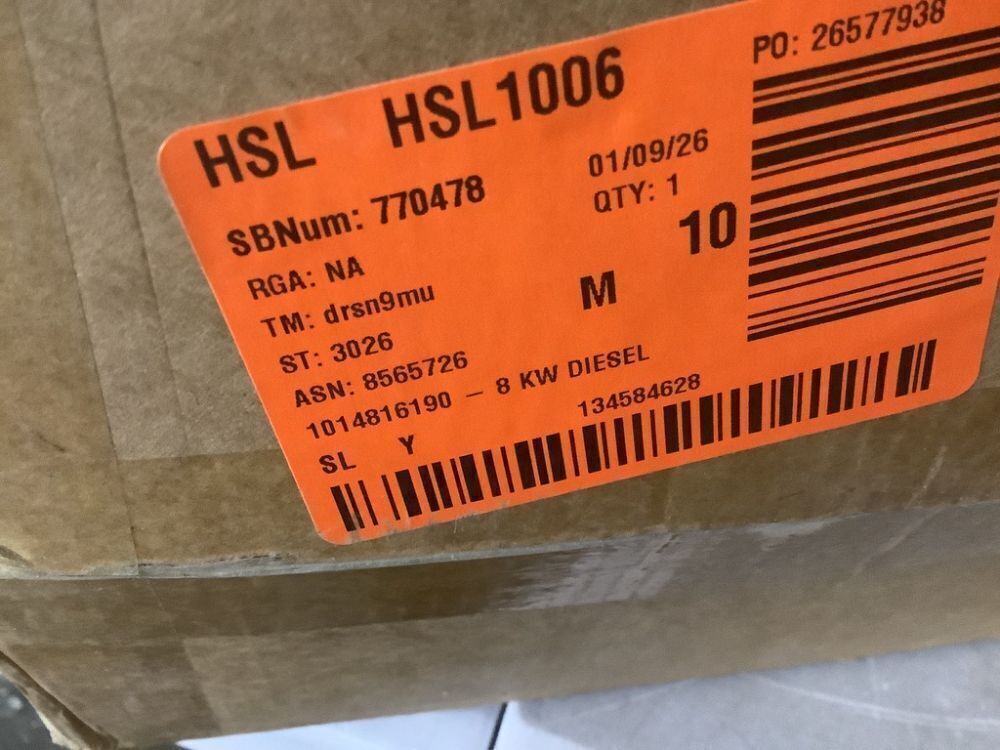 HSL HSL1006
PO: 26577938
SBNum: 770478
01/09/26
RGA: NA
QTY: 1
TM: drsn9mu
M 10
ST: 3026
ASN: 8565726
1014816190 – 8 KW DIESEL
SL Y 134584628